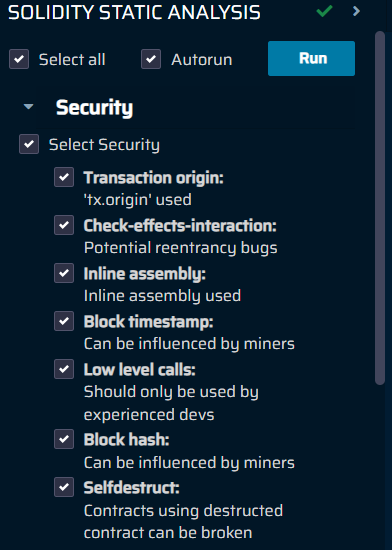 SOLIDITY STATIC ANALYSIS
Select all Autorun Run
Security
Select Security
Transaction origin:
'tx.origin' used
Check-effects-interaction:
Potential reentrancy bugs
Inline assembly:
Inline assembly used
Block timestamp:
Can be influenced by miners
Low level calls:
Should only be used by
experienced devs
Block hash:
Can be influenced by miners
Selfdestruct:
Contracts using destructed
contract can be broken